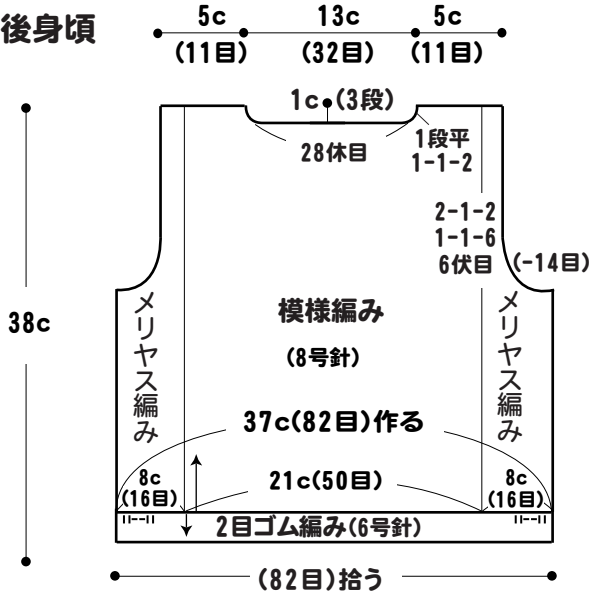 後身頃
5c 13c 5c
(11目) (32目) (11目)
1c (3段)
28休目
1段平
1-1-2
2-1-2
1-1-6
6伏目 (-14目)
38c
メリヤス編み
模様編み
(8号針)
メリヤス編み
37c(82目)作る
8c
(16目)
21c(50目)
8c
(16目)
2目ゴム編み(6号針)
(82目)拾う